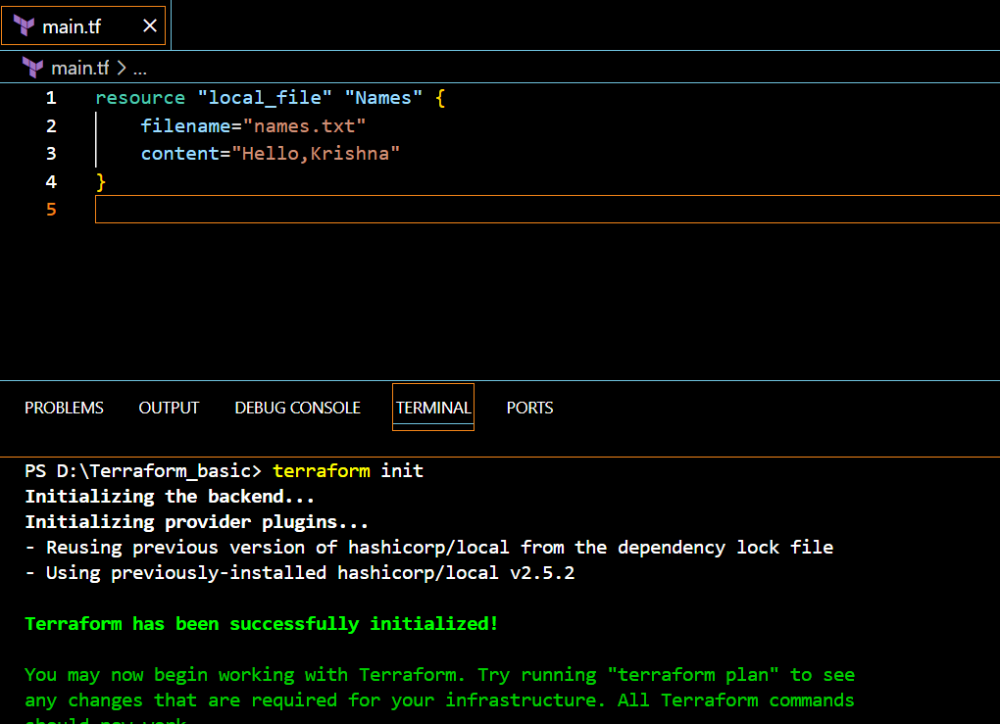 main.tf
main.tf > ...
1 resource "local_file" "Names" {
2     filename="names.txt"
3     content="Hello,Krishna"
4 }
5
PROBLEMS OUTPUT DEBUG CONSOLE TERMINAL PORTS
PS D:\Terraform_basic> terraform init
Initializing the backend...
Initializing provider plugins...
- Reusing previous version of hashicorp/local from the dependency lock file
- Using previously-installed hashicorp/local v2.5.2
Terraform has been successfully initialized!
You may now begin working with Terraform. Try running "terraform plan" to see
any changes that are required for your infrastructure. All Terraform commands
should now work.